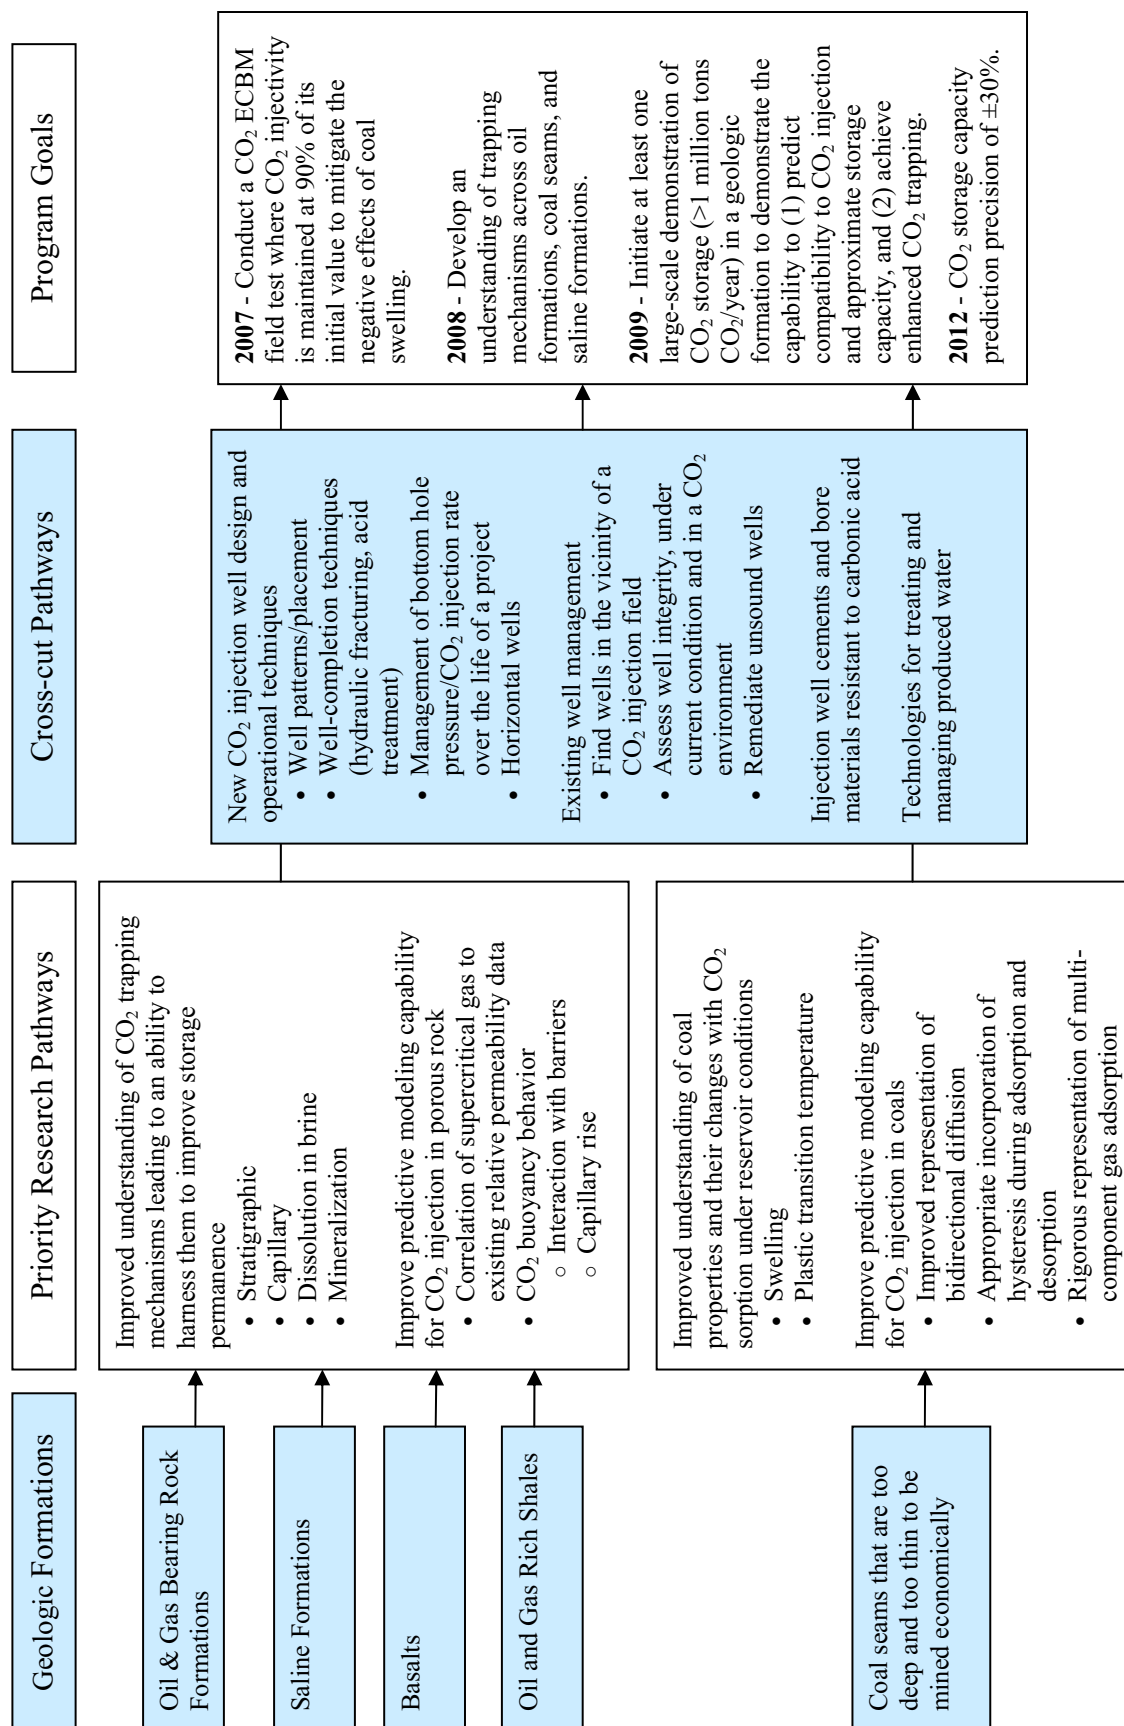 Geologic Formations
Priority Research Pathways
Cross-cut Pathways
Program Goals
Oil & Gas Bearing Rock
Formations
Saline Formations
Basalts
Oil and Gas Rich Shales
Coal seams that are too
deep and too thin to be
mined economically
Improved understanding of CO₂ trapping
mechanisms leading to an ability to
harness them to improve storage
permanence
• Stratigraphic
• Capillary
• Dissolution in brine
• Mineralization
Improve predictive modeling capability
for CO₂ injection in porous rock
• Correlation of supercritical gas to
existing relative permeability data
• CO₂ buoyancy behavior
○ Interaction with barriers
○ Capillary rise
Improved understanding of coal
properties and their changes with CO₂
sorption under reservoir conditions
• Swelling
• Plastic transition temperature
Improve predictive modeling capability
for CO₂ injection in coals
• Improved representation of
bidirectional diffusion
• Appropriate incorporation of
hysteresis during adsorption and
desorption
• Rigorous representation of multi-
component gas adsorption
New CO₂ injection well design and
operational techniques
• Well patterns/placement
• Well-completion techniques
(hydraulic fracturing, acid
treatment)
• Management of bottom hole
pressure/CO₂ injection rate
over the life of a project
• Horizontal wells
Existing well management
• Find wells in the vicinity of a
CO₂ injection field
• Assess well integrity, under
current condition and in a CO₂
environment
• Remediate unsound wells
Injection well cements and bore
materials resistant to carbonic acid
Technologies for treating and
managing produced water
2007 - Conduct a CO₂ ECBM
field test where CO₂ injectivity
is maintained at 90% of its
initial value to mitigate the
negative effects of coal
swelling.
2008 - Develop an
understanding of trapping
mechanisms across oil
formations, coal seams, and
saline formations.
2009 - Initiate at least one
large-scale demonstration of
CO₂ storage (>1 million tons
CO₂/year) in a geologic
formation to demonstrate the
capability to (1) predict
compatibility to CO₂ injection
and approximate storage
capacity, and (2) achieve
enhanced CO₂ trapping.
2012 - CO₂ storage capacity
prediction precision of ±30%.